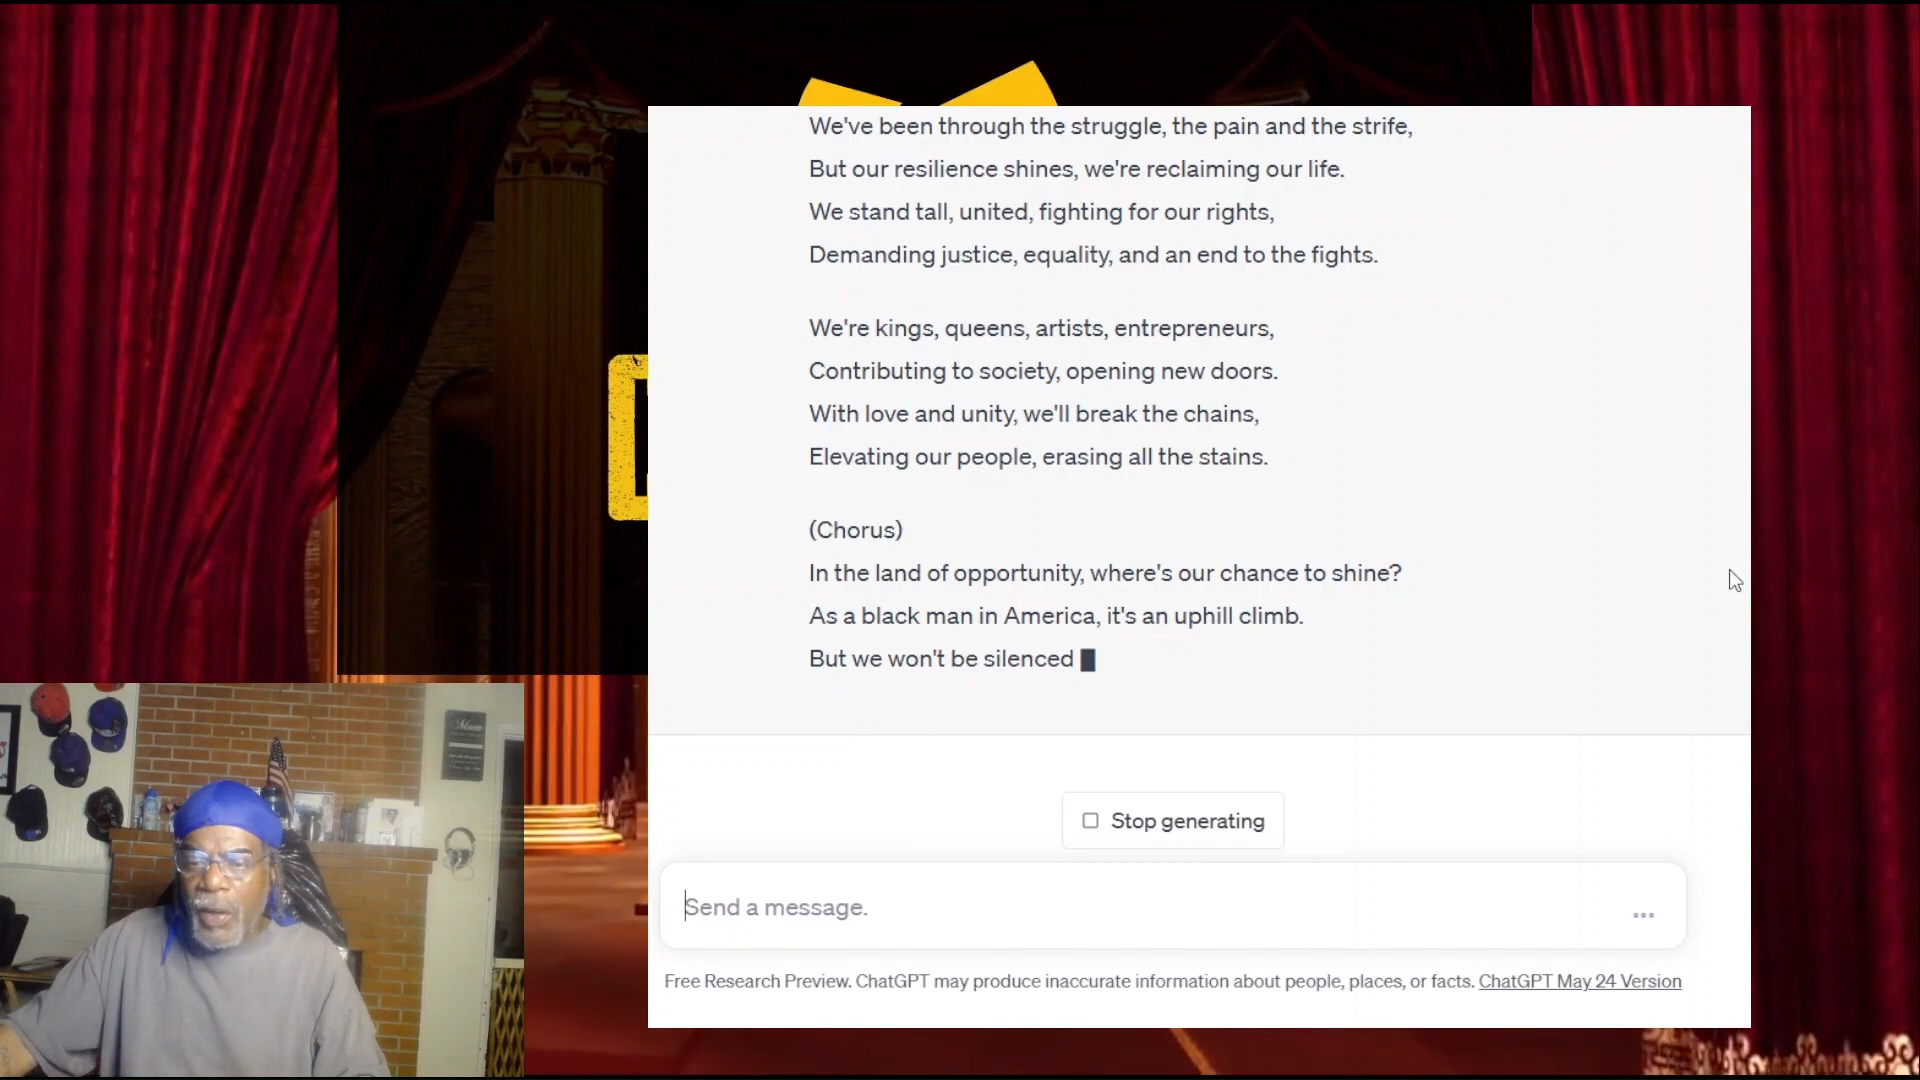 We've been through the struggle, the pain and the strife,
But our resilience shines, we're reclaiming our life.
We stand tall, united, fighting for our rights,
Demanding justice, equality, and an end to the fights.
We're kings, queens, artists, entrepreneurs,
Contributing to society, opening new doors.
With love and unity, we'll break the chains,
Elevating our people, erasing all the stains.
(Chorus)
In the land of opportunity, where's our chance to shine?
As a black man in America, it's an uphill climb.
But we won't be silenced
Stop generating
Send a message.
Free Research Preview. ChatGPT may produce inaccurate information about people, places, or facts. ChatGPT May 24 Version
Mom